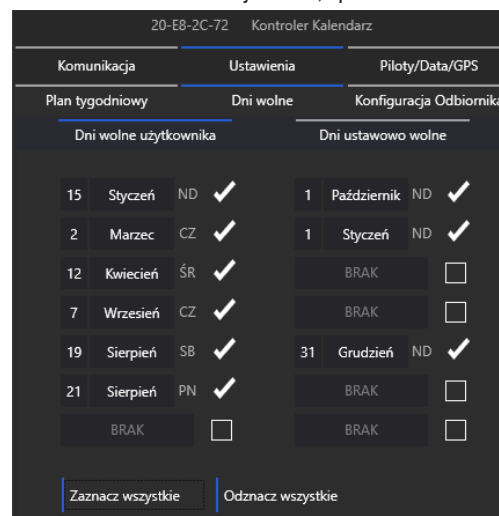 20-E8-2C-72 Kontroler Kalendarz
Komunikacja Ustawienia Piloty/Data/GPS
Plan tygodniowy Dni wolne Konfiguracja Odbiornika
Dni wolne użytkownika Dni ustawowo wolne
15 Styczeń ND 1 Październik ND
2 Marzec CZ 1 Styczeń ND
12 Kwiecień ŚR BRAK
7 Wrzesień CZ BRAK
19 Sierpień SB 31 Grudzień ND
21 Sierpień PN BRAK
BRAK BRAK
Zaznacz wszystkie Odznacz wszystkie